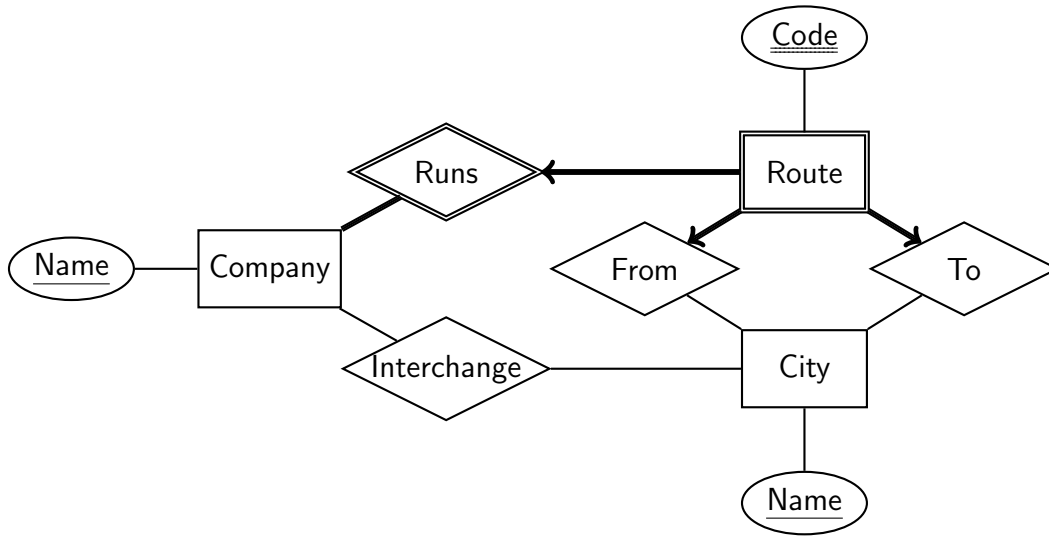 Code
Runs
Route
Name
Company
From
To
Interchange
City
Name